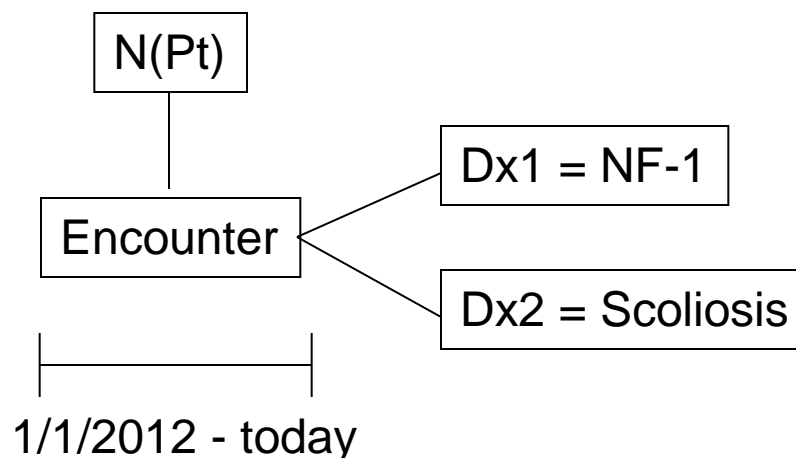 N(Pt)
Dx1 = NF-1
Encounter
Dx2 = Scoliosis
1/1/2012 - today